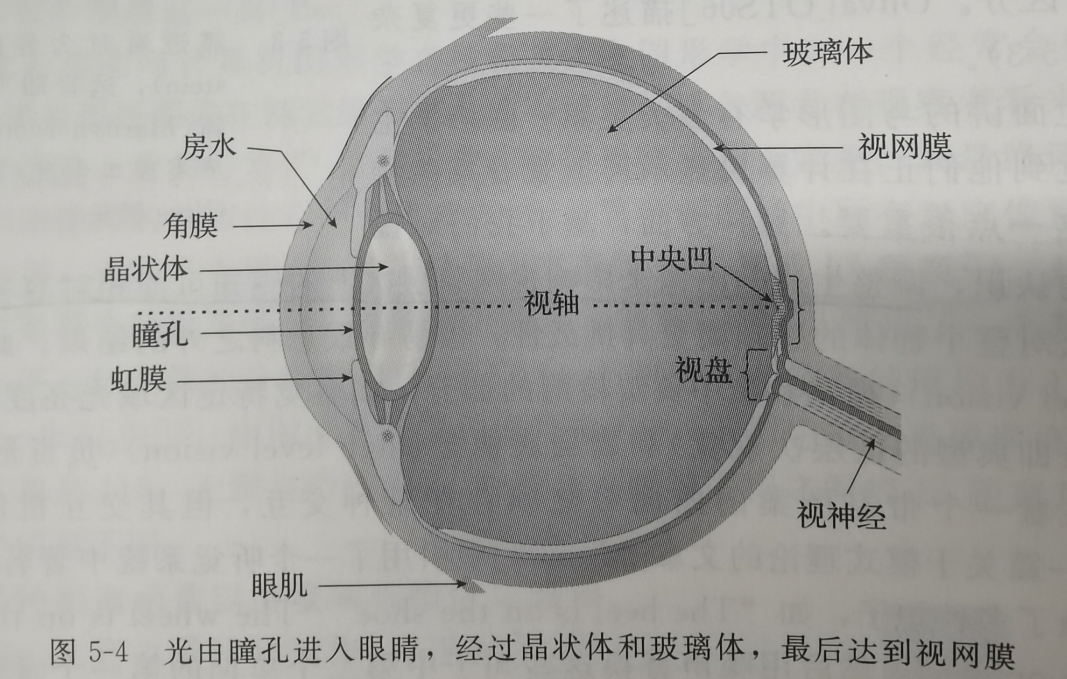 玻璃体
房水
视网膜
角膜
中央凹
晶状体
视轴
瞳孔
视盘
虹膜
视神经
眼肌
图 5-4 光由瞳孔进入眼睛，经过晶状体和玻璃体，最后达到视网膜